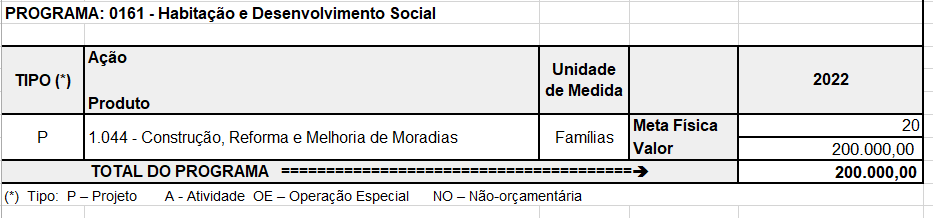 PROGRAMA: 0161 - Habitação e Desenvolvimento Social
TIPO (*)
Ação
Produto
Unidade
de Medida
2022
P
1.044 - Construção, Reforma e Melhoria de Moradias
Famílias
Meta Física
20
Valor
200.000,00
TOTAL DO PROGRAMA =======================================➔
200.000,00
(*) Tipo: P – Projeto A - Atividade OE – Operação Especial NO – Não-orçamentária